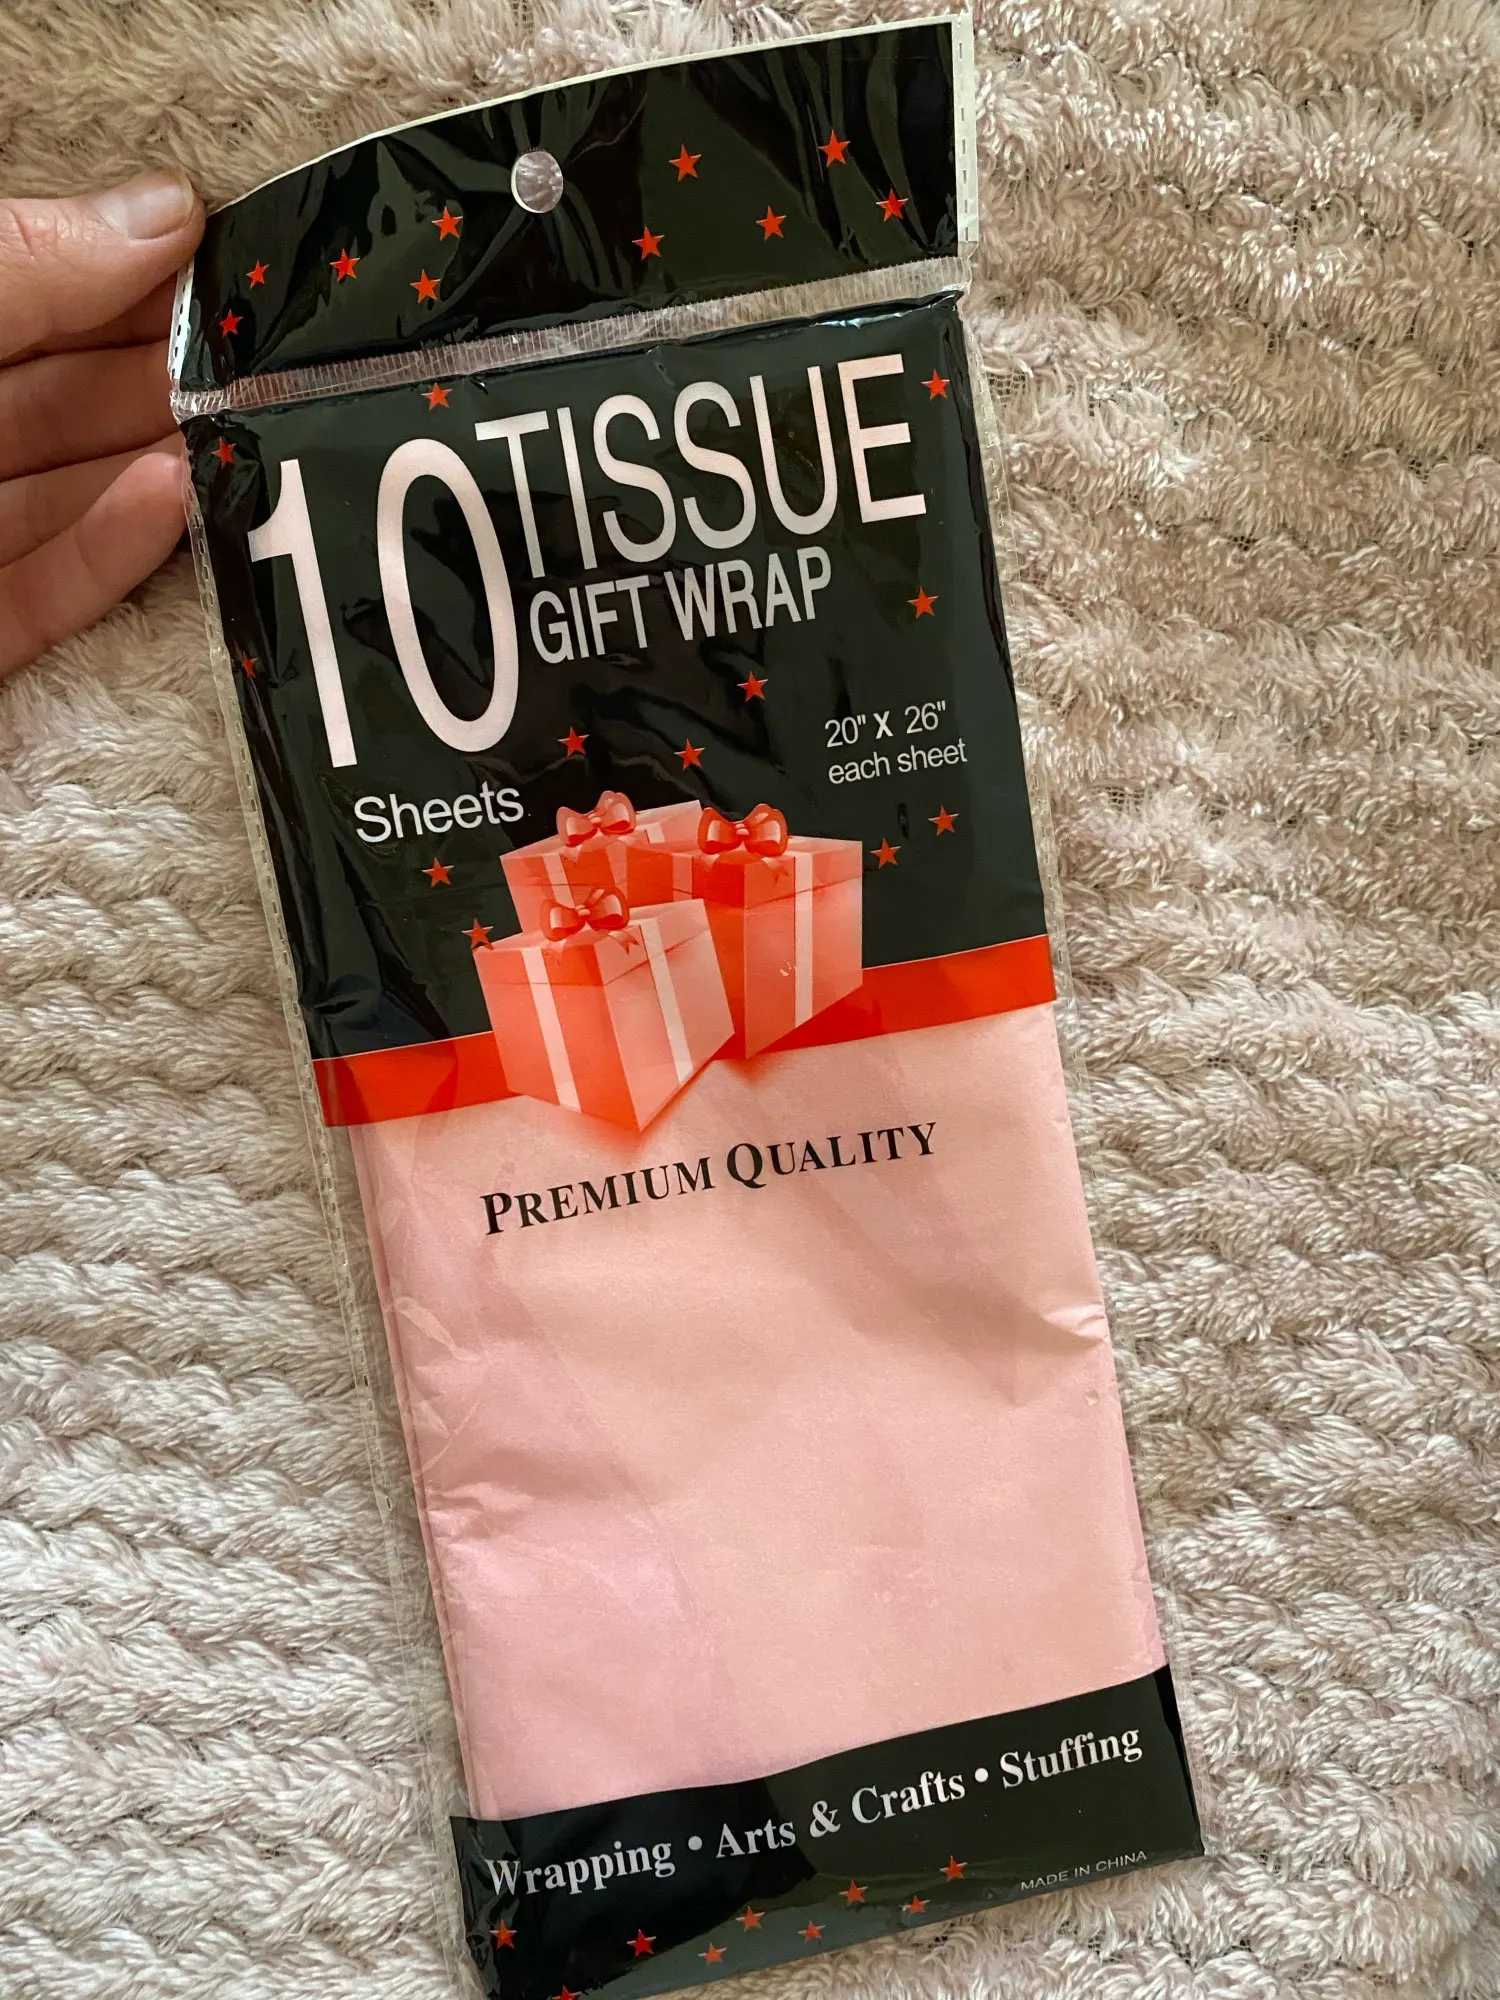 10 TISSUE
GIFT WRAP
20" X 26"
each sheet
Sheets
PREMIUM QUALITY
Wrapping • Arts & Crafts • Stuffing
MADE IN CHINA